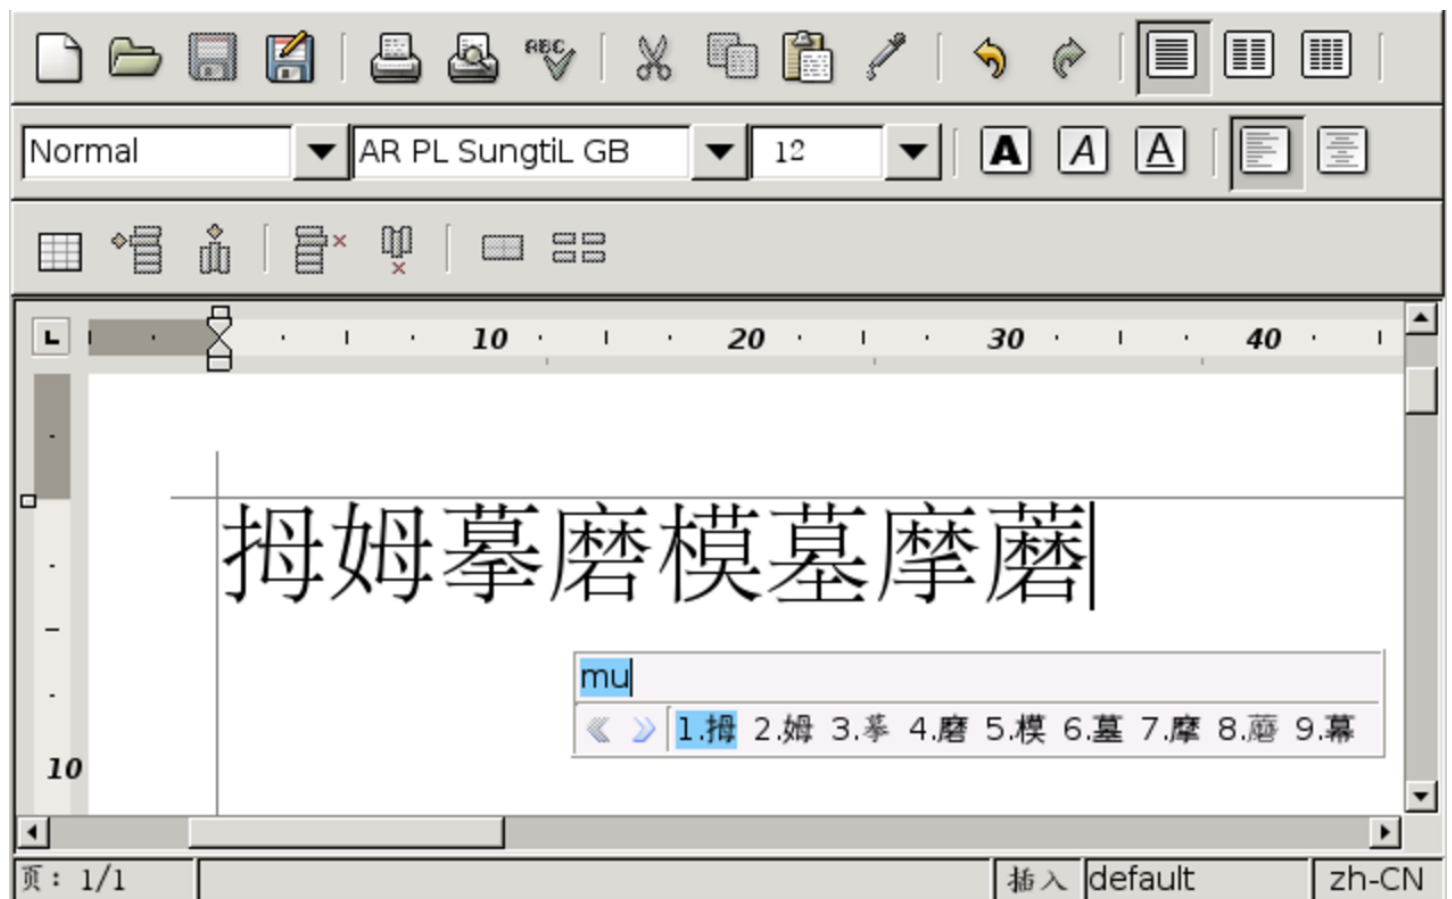 ABC
Normal AR PL SungtiL GB 12 A A A
10 20 30 40
拇姆摹磨模墓摩蘑
mu
1.拇 2.姆 3.摹 4.磨 5.模 6.墓 7.摩 8.蘑 9.幕
10
页: 1/1 插入 default zh-CN